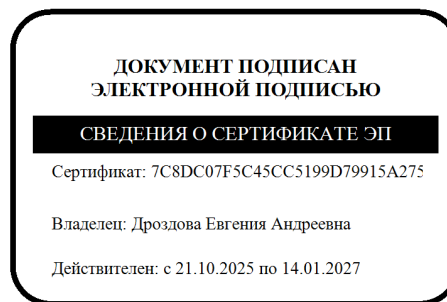 ДОКУМЕНТ ПОДПИСАН
ЭЛЕКТРОННОЙ ПОДПИСЬЮ
СВЕДЕНИЯ О СЕРТИФИКАТЕ ЭП
Сертификат: 7C8DC07F5C45CC5199D79915A275
Владелец: Дроздова Евгения Андреевна
Действителен: с 21.10.2025 по 14.01.2027